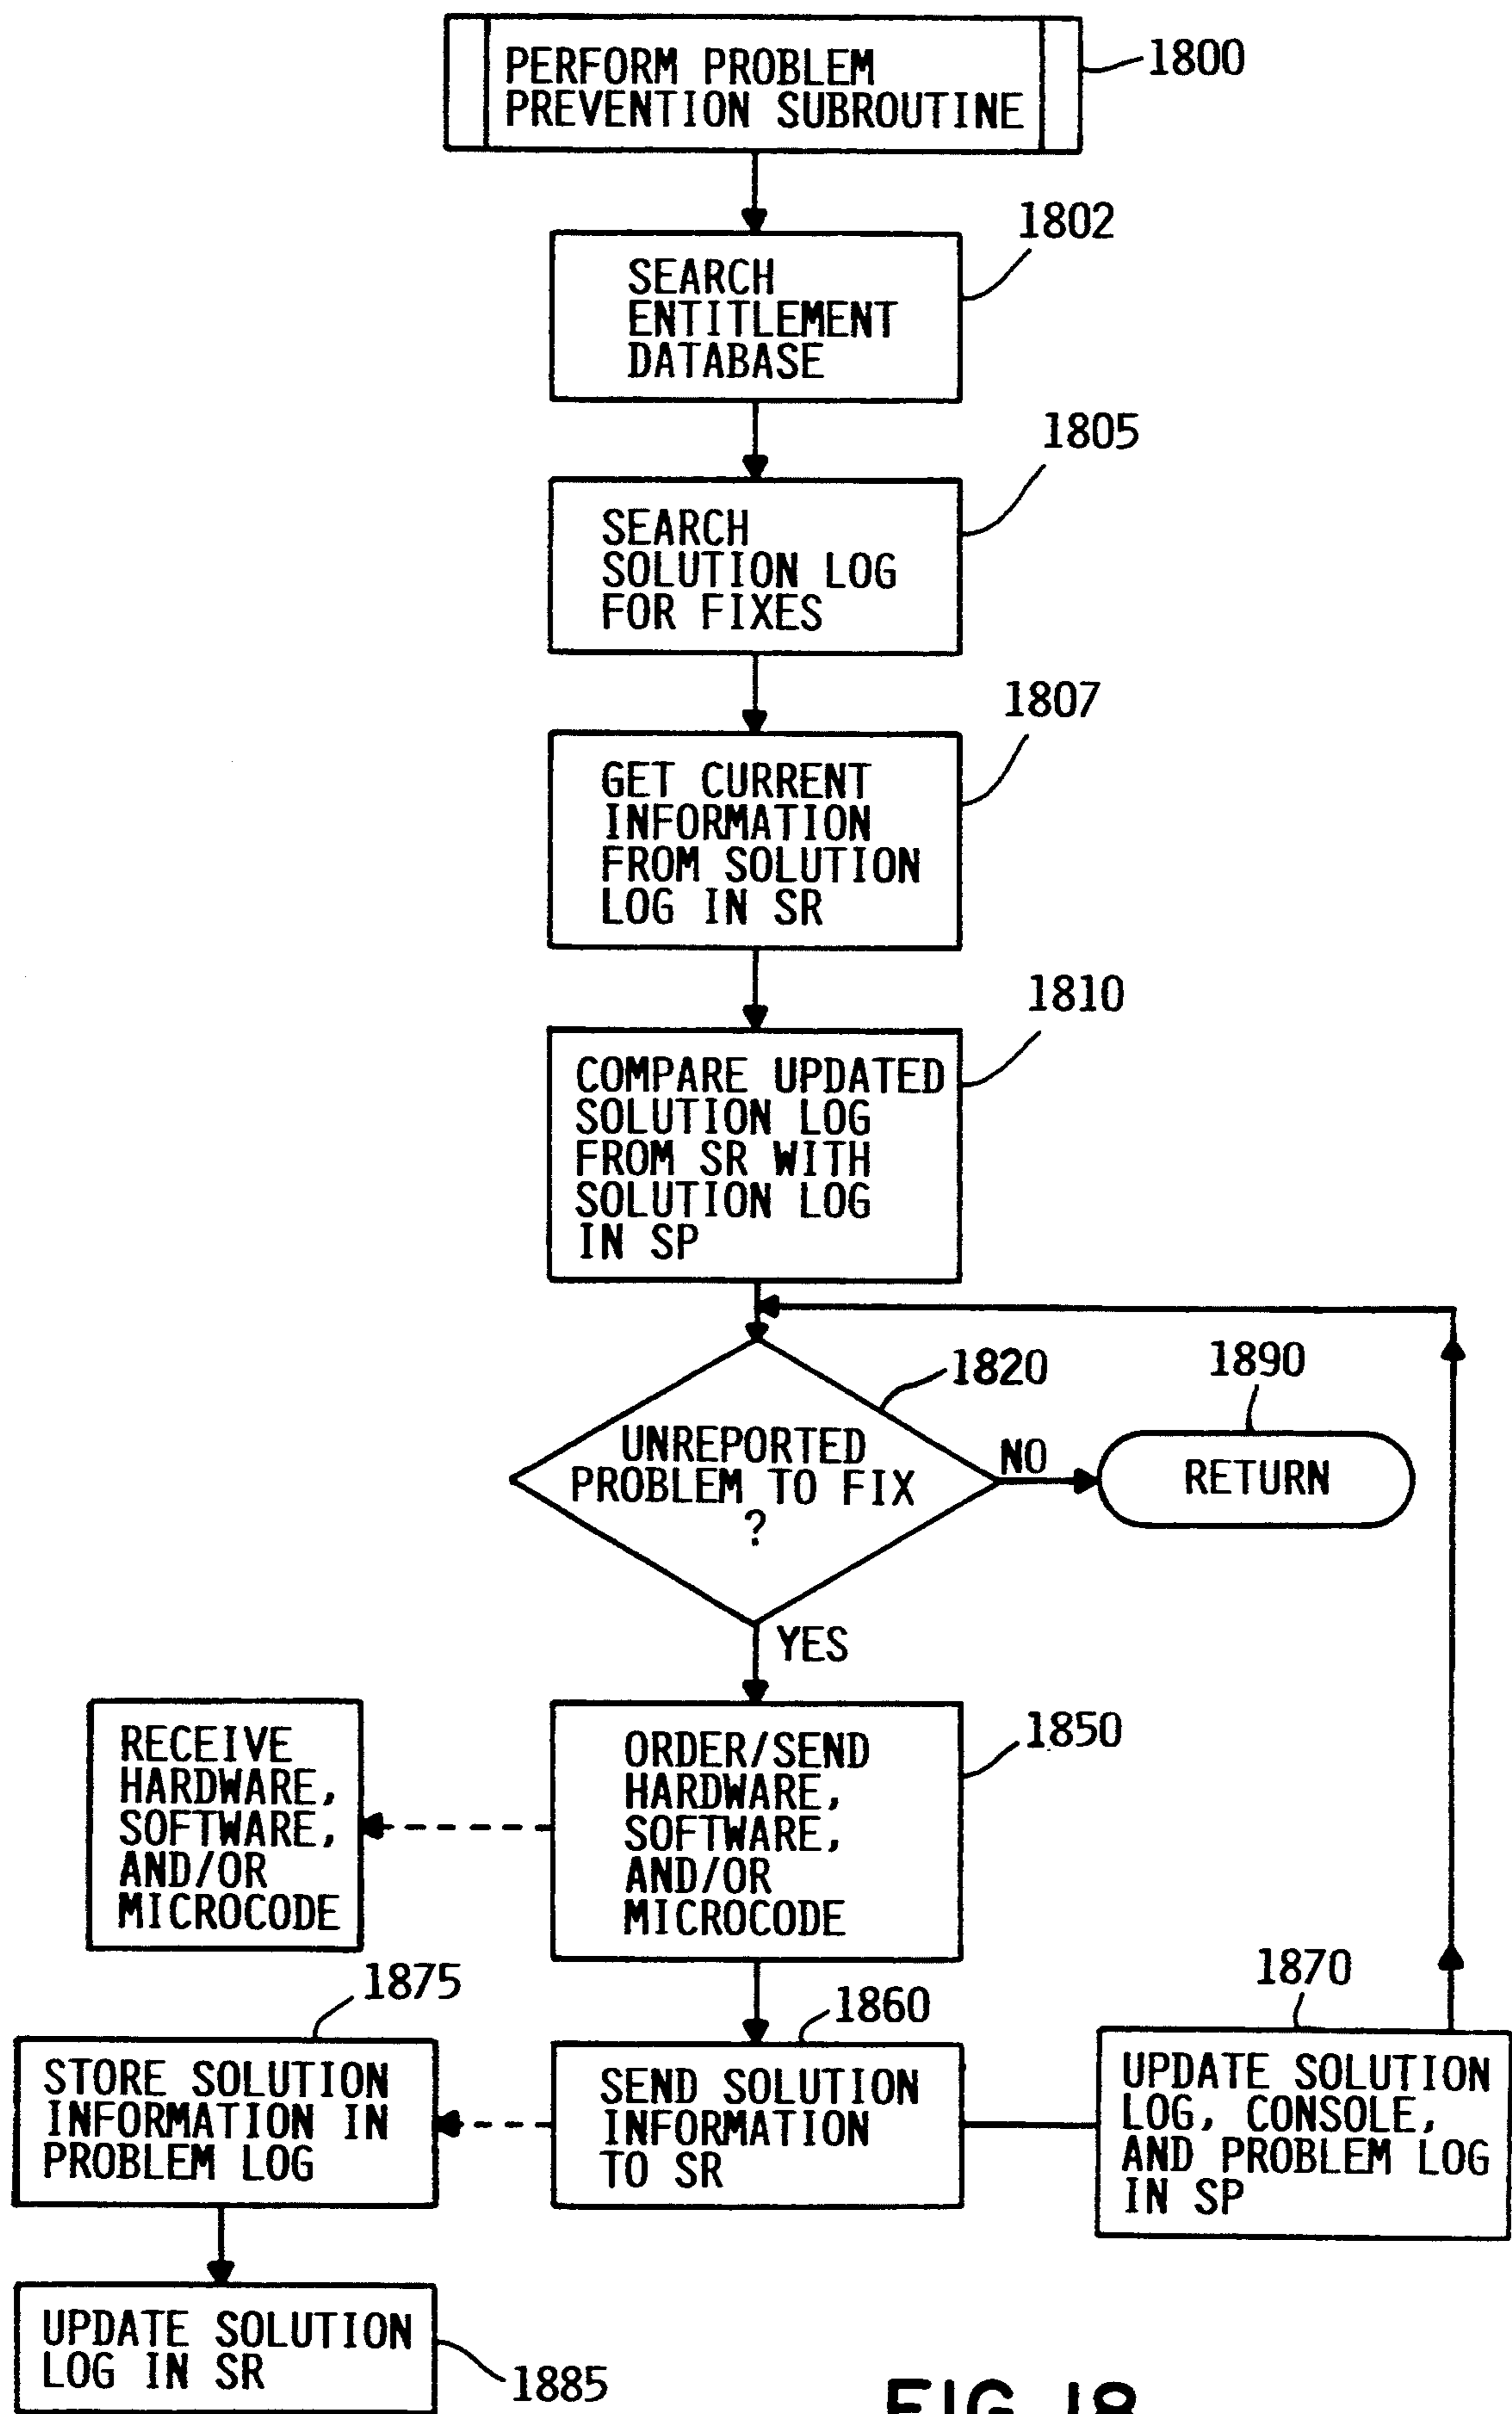 PERFORM PROBLEM
PREVENTION SUBROUTINE
1800
1802
SEARCH
ENTITLEMENT
DATABASE
1805
SEARCH
SOLUTION LOG
FOR FIXES
1807
GET CURRENT
INFORMATION
FROM SOLUTION
LOG IN SR
1810
COMPARE UPDATED
SOLUTION LOG
FROM SR WITH
SOLUTION LOG
IN SP
1820
UNREPORTED
PROBLEM TO FIX
?
NO
1890
RETURN
YES
RECEIVE
HARDWARE,
SOFTWARE,
AND/OR
MICROCODE
ORDER/SEND
HARDWARE,
SOFTWARE,
AND/OR
MICROCODE
1850
1875
STORE SOLUTION
INFORMATION IN
PROBLEM LOG
1860
SEND SOLUTION
INFORMATION
TO SR
1870
UPDATE SOLUTION
LOG, CONSOLE,
AND PROBLEM LOG
IN SP
UPDATE SOLUTION
LOG IN SR
1885
FIG. 18